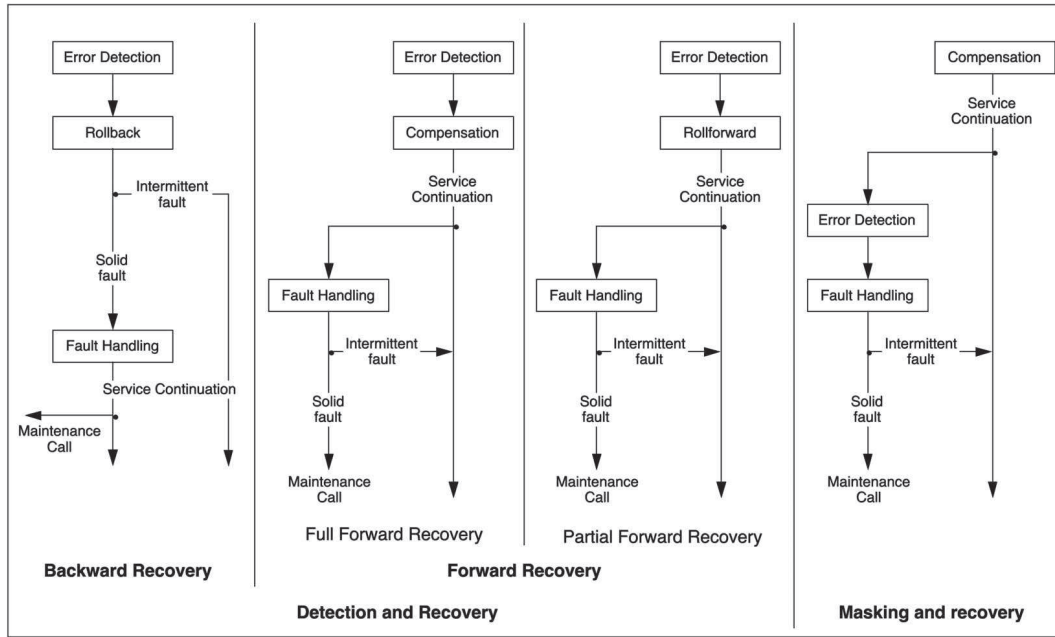 Error Detection
Rollback
Intermittent
fault
Solid
fault
Fault Handling
Service Continuation
Maintenance
Call
Backward Recovery
Error Detection
Compensation
Service
Continuation
Fault Handling
Intermittent
fault
Solid
fault
Maintenance
Call
Full Forward Recovery
Error Detection
Rollforward
Service
Continuation
Fault Handling
Intermittent
fault
Solid
fault
Maintenance
Call
Partial Forward Recovery
Forward Recovery
Detection and Recovery
Compensation
Service
Continuation
Error Detection
Fault Handling
Intermittent
fault
Solid
fault
Maintenance
Call
Masking and recovery